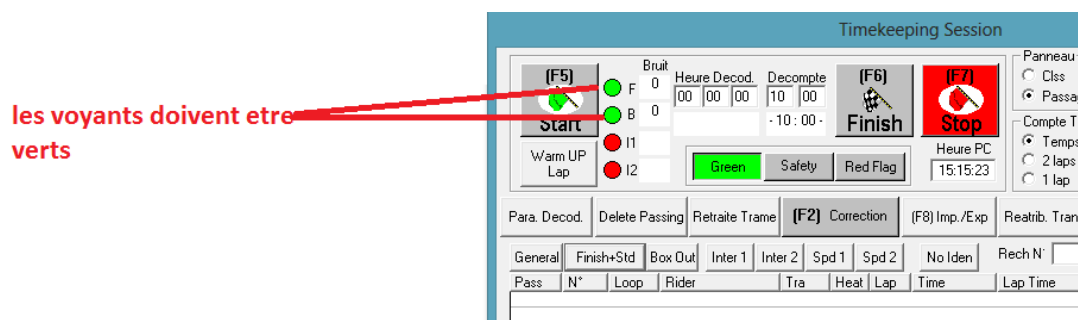 Timekeeping Session
Bruit
Panneau
(F5)
Start
F 0
B 0
I1
I2
Heure Decod.
00 00 00
Decompte
10 00
- 10 : 00 -
(F6)
Finish
(F7)
Stop
Clss
Passa
les voyants doivent etre
verts
Compte T
Temps
2 laps
1 lap
Warm UP
Lap
Green Safety Red Flag
Heure PC
15:15:23
Para. Decod. Delete Passing Retraite Trame (F2) Correction (F8) Imp./Exp Reatrib. Tran
General Finish+Std Box Out Inter 1 Inter 2 Spd 1 Spd 2 No Iden Rech N°
Pass N° Loop Rider Tra Heat Lap Time Lap Time